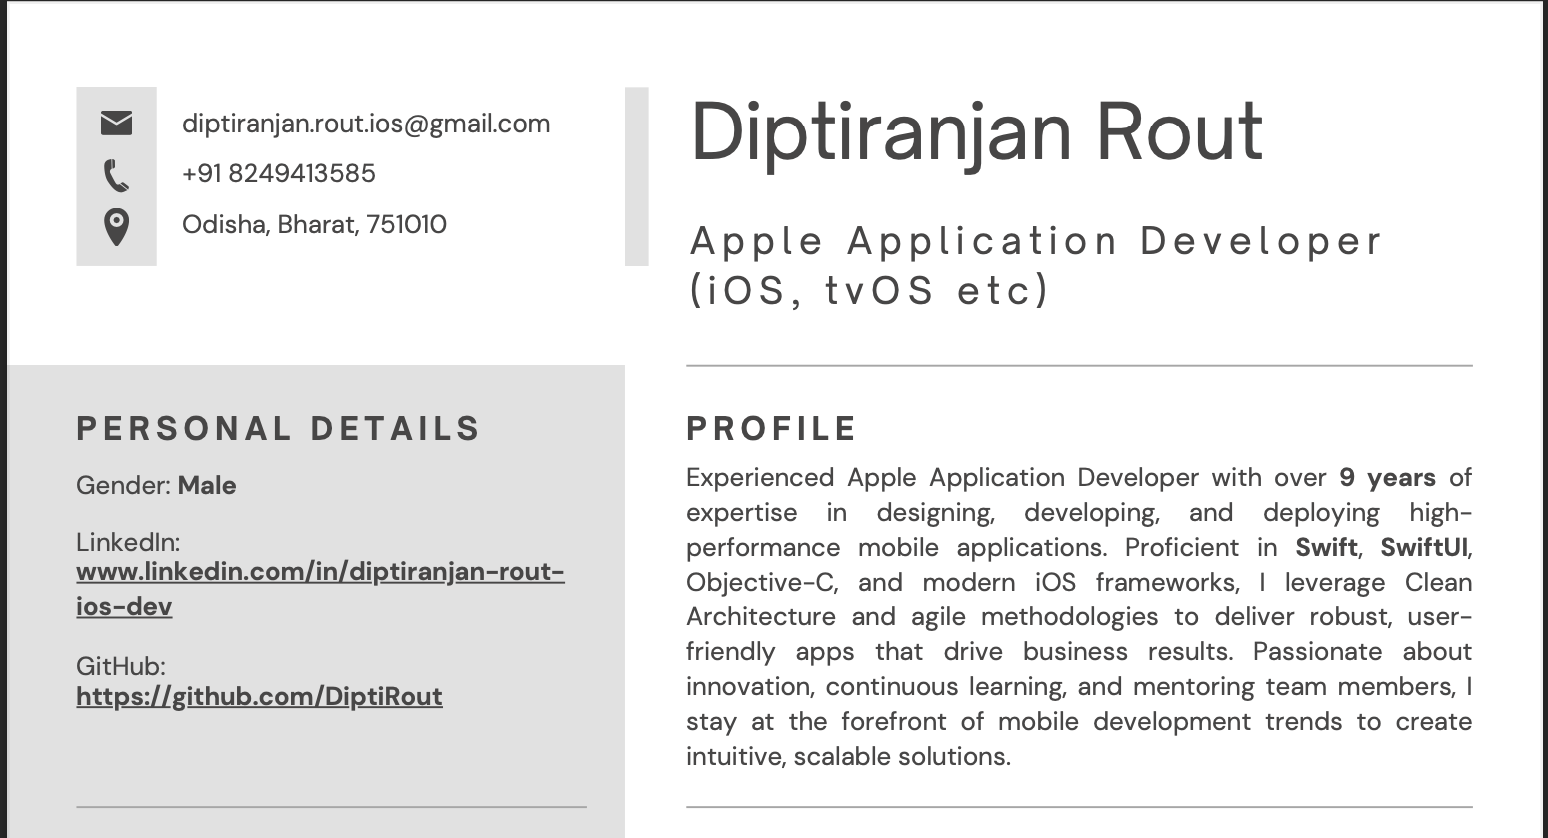 diptiranjan.rout.ios@gmail.com
+91 8249413585
Odisha, Bharat, 751010
Diptiranjan Rout
Apple Application Developer
(iOS, tvOS etc)
PERSONAL DETAILS
Gender: Male
LinkedIn:
www.linkedin.com/in/diptiranjan-rout-
ios-dev
GitHub:
https://github.com/DiptiRout
PROFILE
Experienced Apple Application Developer with over 9 years of
expertise in designing, developing, and deploying high-
performance mobile applications. Proficient in Swift, SwiftUI,
Objective-C, and modern iOS frameworks, I leverage Clean
Architecture and agile methodologies to deliver robust, user-
friendly apps that drive business results. Passionate about
innovation, continuous learning, and mentoring team members, I
stay at the forefront of mobile development trends to create
intuitive, scalable solutions.